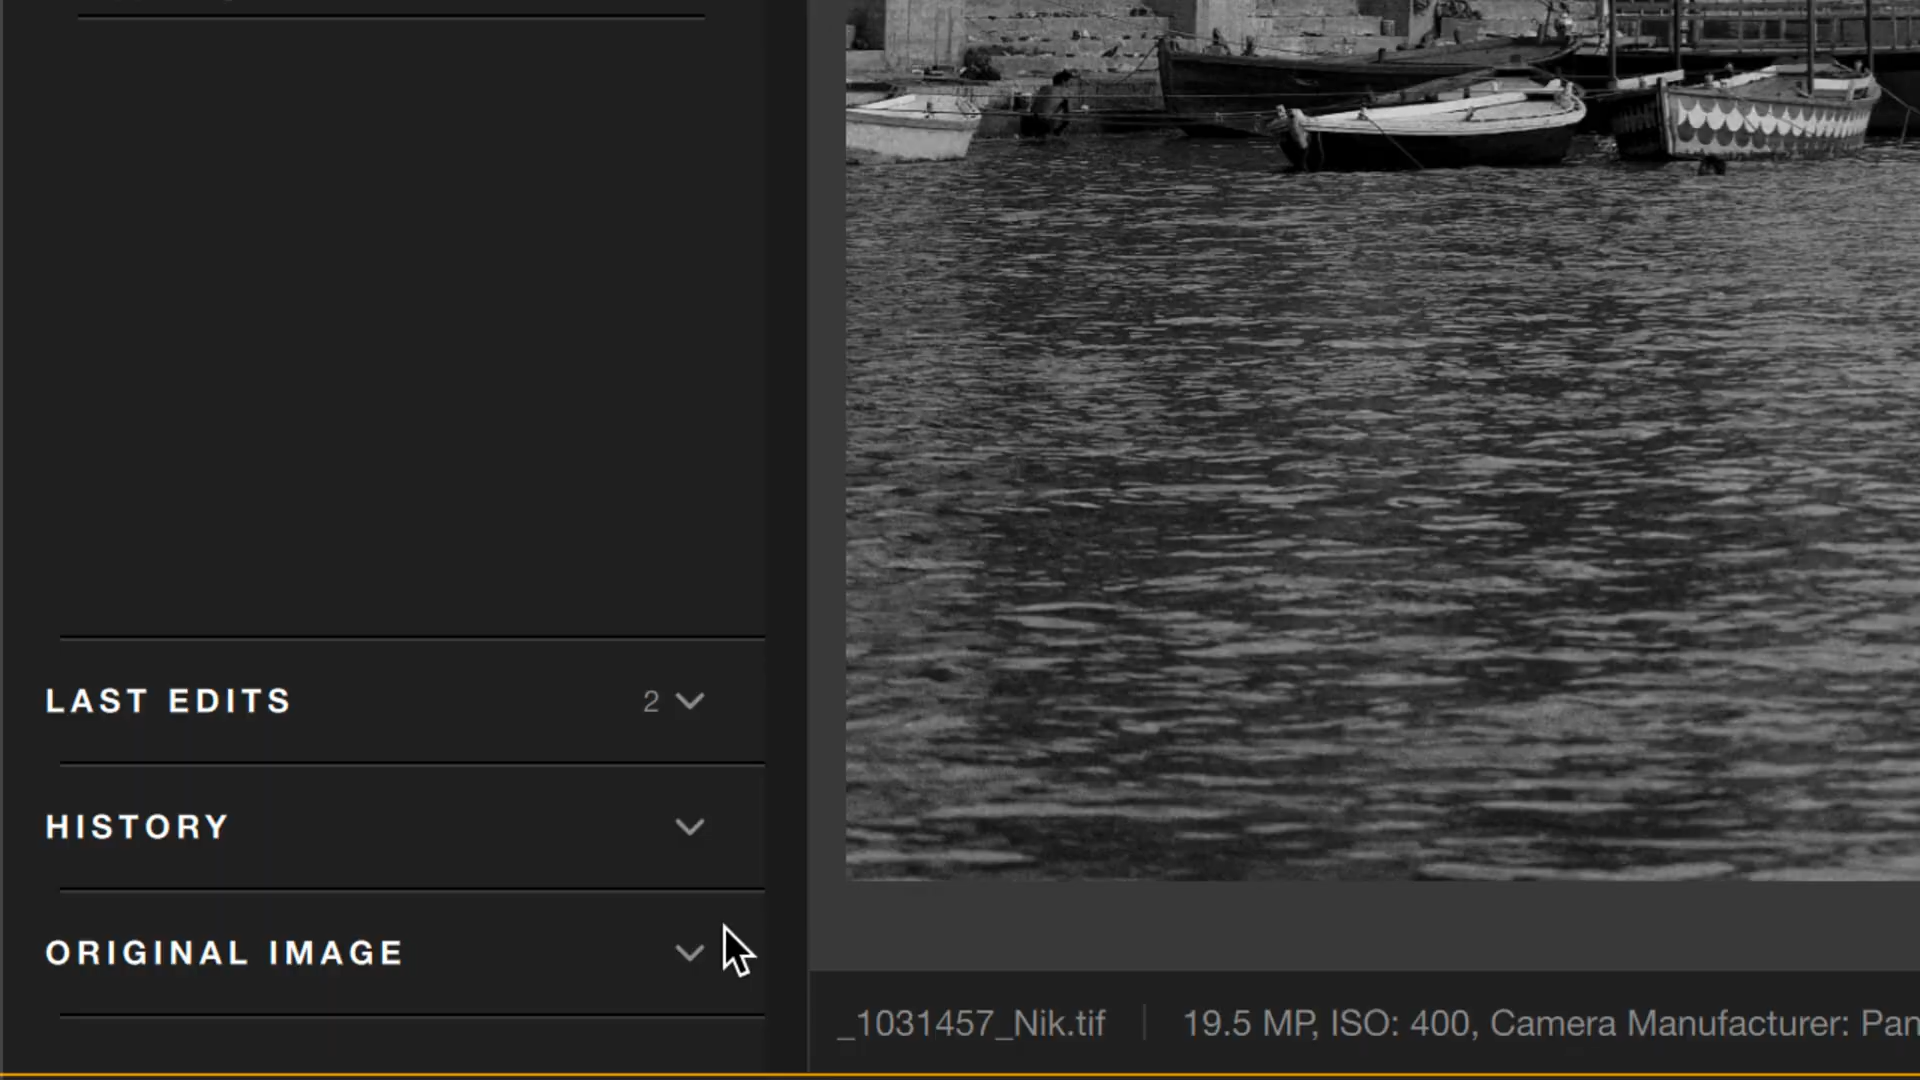 LAST EDITS 2
HISTORY
ORIGINAL IMAGE
_1031457_Nik.tif 19.5 MP, ISO: 400, Camera Manufacturer: Pan